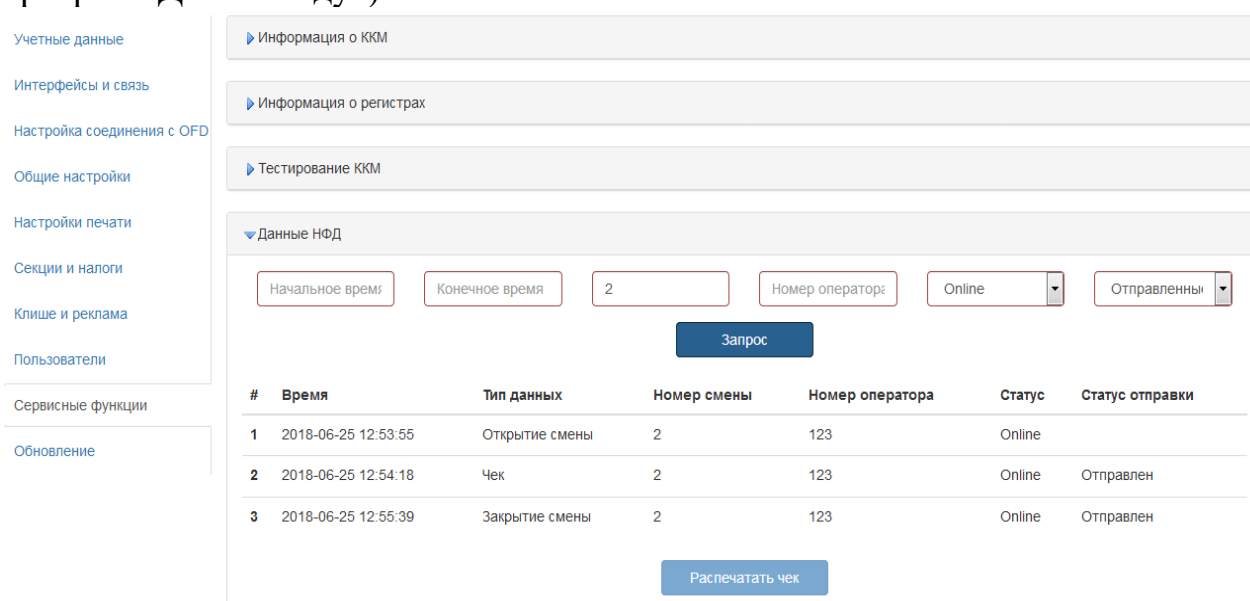 Учетные данные
Интерфейсы и связь
Настройка соединения с OFD
Общие настройки
Настройки печати
Секции и налоги
Клише и реклама
Пользователи
Сервисные функции
Обновление
Информация о ККМ
Информация о регистрах
Тестирование ККМ
Данные НФД
Начальное время Конечное время 2 Номер оператора Online Отправленны
Запрос
# Время Тип данных Номер смены Номер оператора Статус Статус отправки
1 2018-06-25 12:53:55 Открытие смены 2 123 Online
2 2018-06-25 12:54:18 Чек 2 123 Online Отправлен
3 2018-06-25 12:55:39 Закрытие смены 2 123 Online Отправлен
Распечатать чек